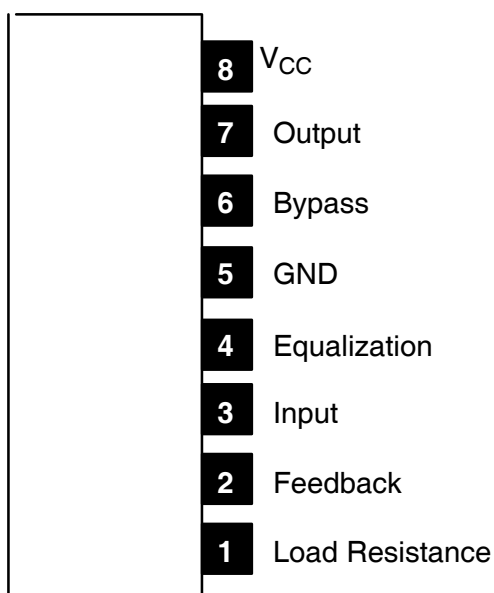 8 VCC
7 Output
6 Bypass
5 GND
4 Equalization
3 Input
2 Feedback
1 Load Resistance